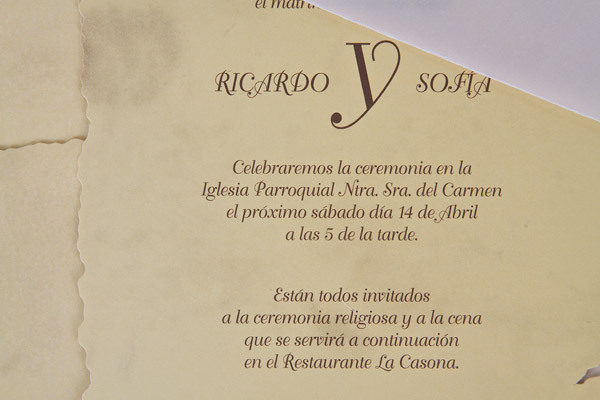 el matri
RICARDO y SOFÍA
Celebraremos la ceremonia en la
Iglesia Parroquial Ntra. Sra. del Carmen
el próximo sábado día 14 de Abril
a las 5 de la tarde.
Están todos invitados
a la ceremonia religiosa y a la cena
que se servirá a continuación
en el Restaurante La Casona.